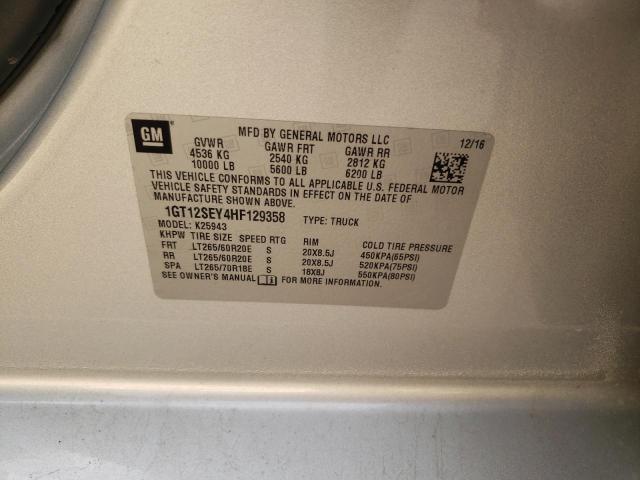 GM
MFD BY GENERAL MOTORS LLC 12/16
GVWR GAWR FRT GAWR RR
4536 KG 2540 KG 2812 KG
10000 LB 5600 LB 6200 LB
THIS VEHICLE CONFORMS TO ALL APPLICABLE U.S. FEDERAL MOTOR
VEHICLE SAFETY STANDARDS IN EFFECT ON THE DATE OF
MANUFACTURE SHOWN ABOVE.
1GT12SEY4HF129358 TYPE: TRUCK
MODEL: K25943
KHPW TIRE SIZE SPEED RTG RIM COLD TIRE PRESSURE
FRT LT265/60R20E S 20X8.5J 450KPA(65PSI)
RR LT265/60R20E S 20X8.5J 520KPA(75PSI)
SPA LT265/70R18E S 18X8J 550KPA(80PSI)
SEE OWNER'S MANUAL FOR MORE INFORMATION.